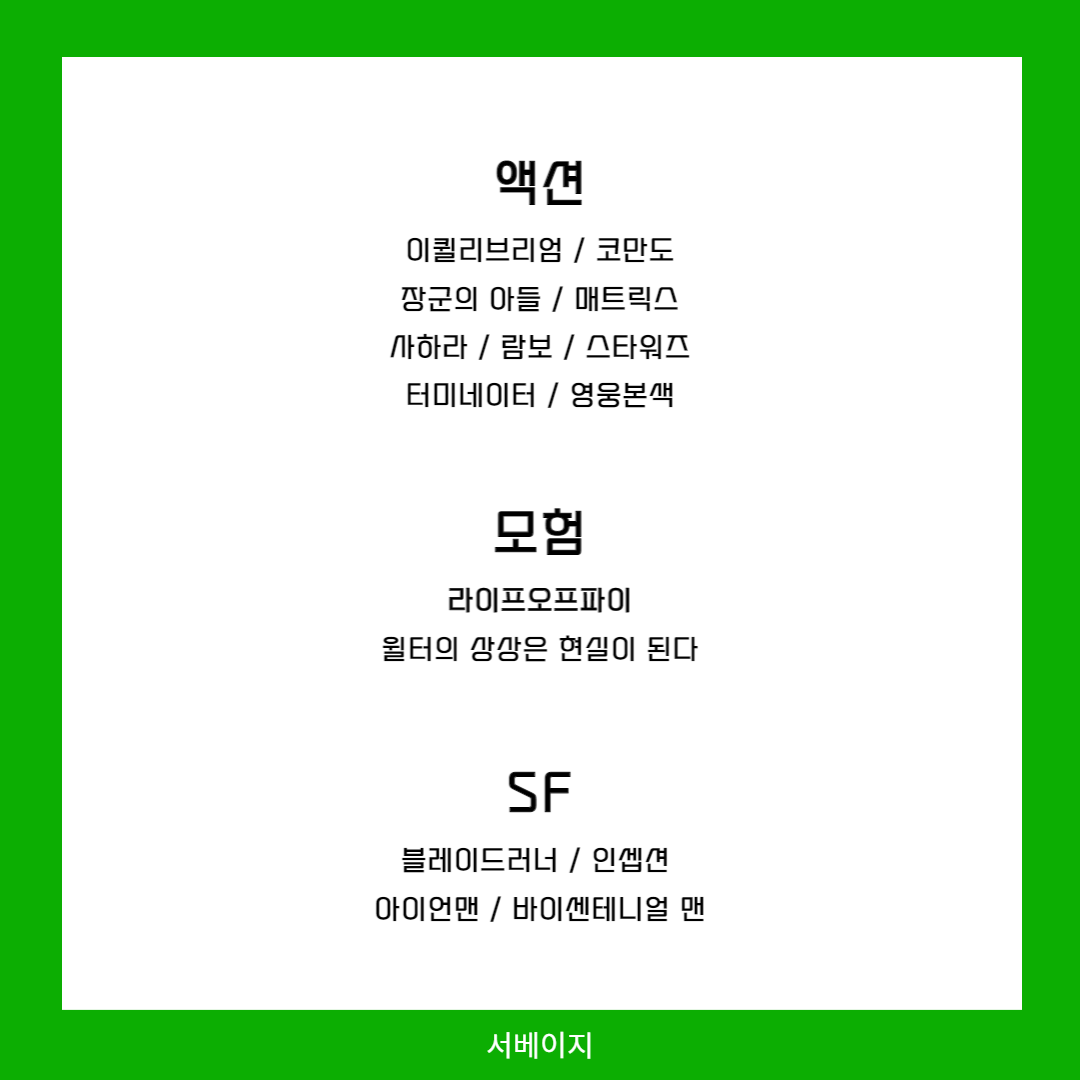 액션
이퀼리브리엄 / 코만도
장군의 아들 / 매트릭스
사하라 / 람보 / 스타워즈
터미네이터 / 영웅본색
모험
라이프오프파이
윌터의 상상은 현실이 된다
SF
블레이드러너 / 인셉션
아이언맨 / 바이센테니얼 맨
서베이지